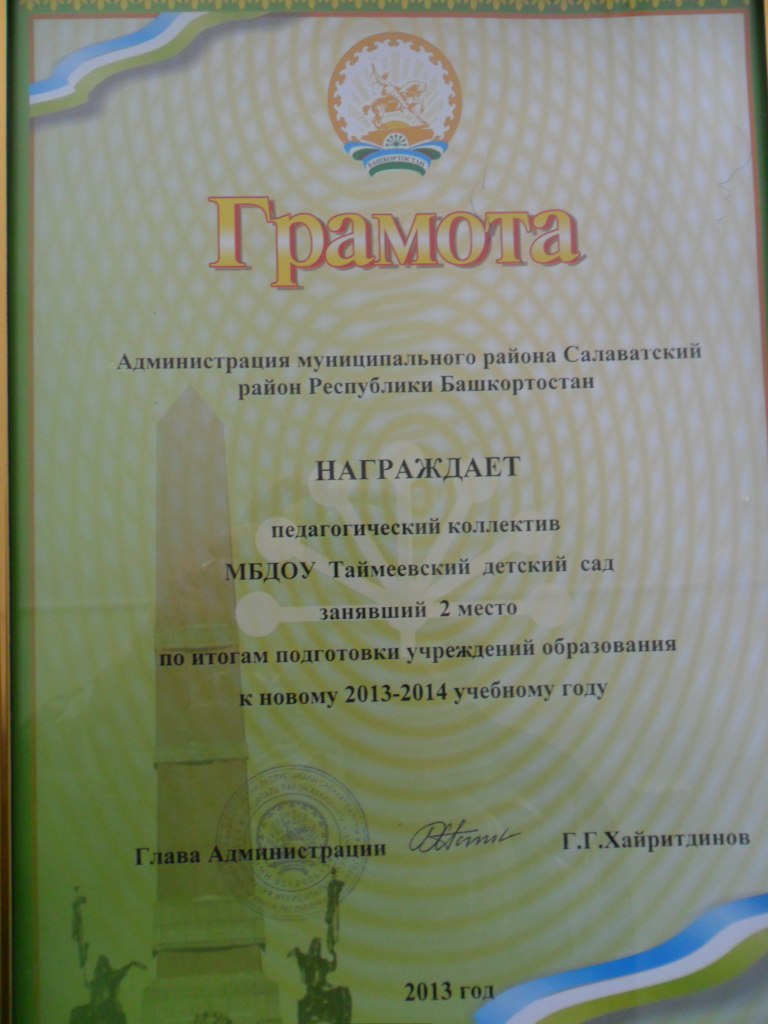 БАШКОРТОСТАН
Грамота
Администрация муниципального района Салаватский
район Республики Башкортостан
НАГРАЖДАЕТ
педагогический коллектив
МБДОУ Таймеевский детский сад
занявший 2 место
по итогам подготовки учреждений образования
к новому 2013-2014 учебному году
Глава Администрации Г.Г.Хайритдинов
2013 год